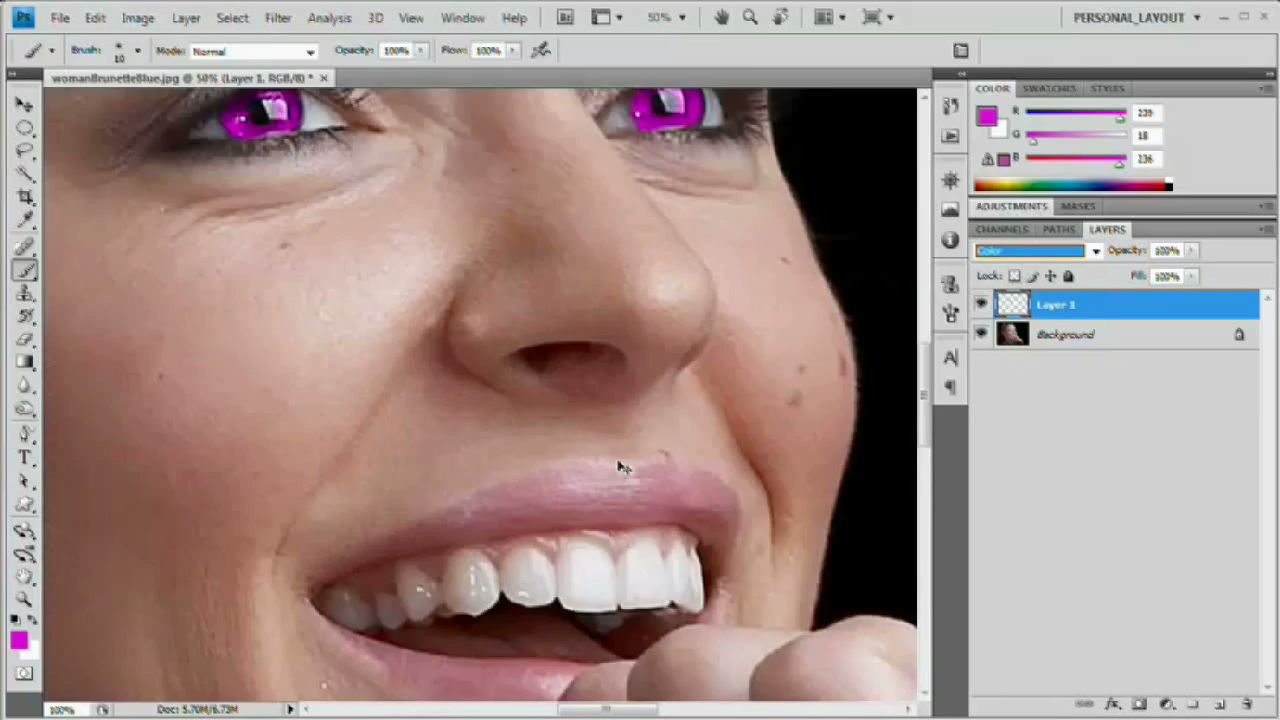 Ps File Edit Image Layer Select Filter Analysis 3D View Window Help Br 50% PERSONAL_LAYOUT
Brush: 10 Mode: Normal Opacity: 100% Flow: 100%
womanBrunetteBlue.jpg @ 50% (Layer 1, RGB/8) *
COLOR SWATCHES STYLES
R 239
G 18
B 236
ADJUSTMENTS MASKS
CHANNELS PATHS LAYERS
Color Opacity: 100%
Lock: Fill: 100%
Layer 1
Background
100% Doc: 5.70M/6.73M